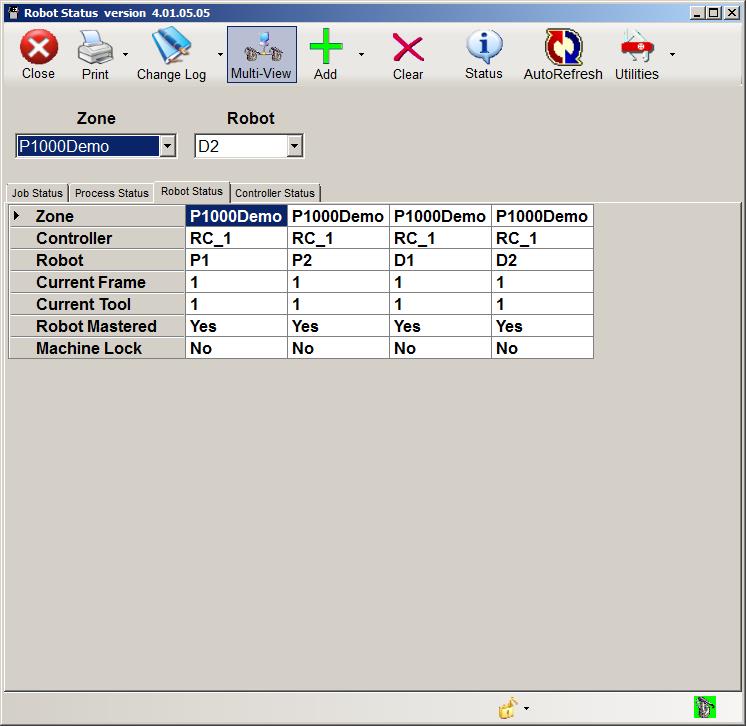 Robot Status version 4.01.05.05
Close Print Change Log Multi-View Add Clear Status AutoRefresh Utilities
Zone Robot
P1000Demo D2
Job Status Process Status Robot Status Controller Status
Zone P1000Demo P1000Demo P1000Demo P1000Demo
Controller RC_1 RC_1 RC_1 RC_1
Robot P1 P2 D1 D2
Current Frame 1 1 1 1
Current Tool 1 1 1 1
Robot Mastered Yes Yes Yes Yes
Machine Lock No No No No